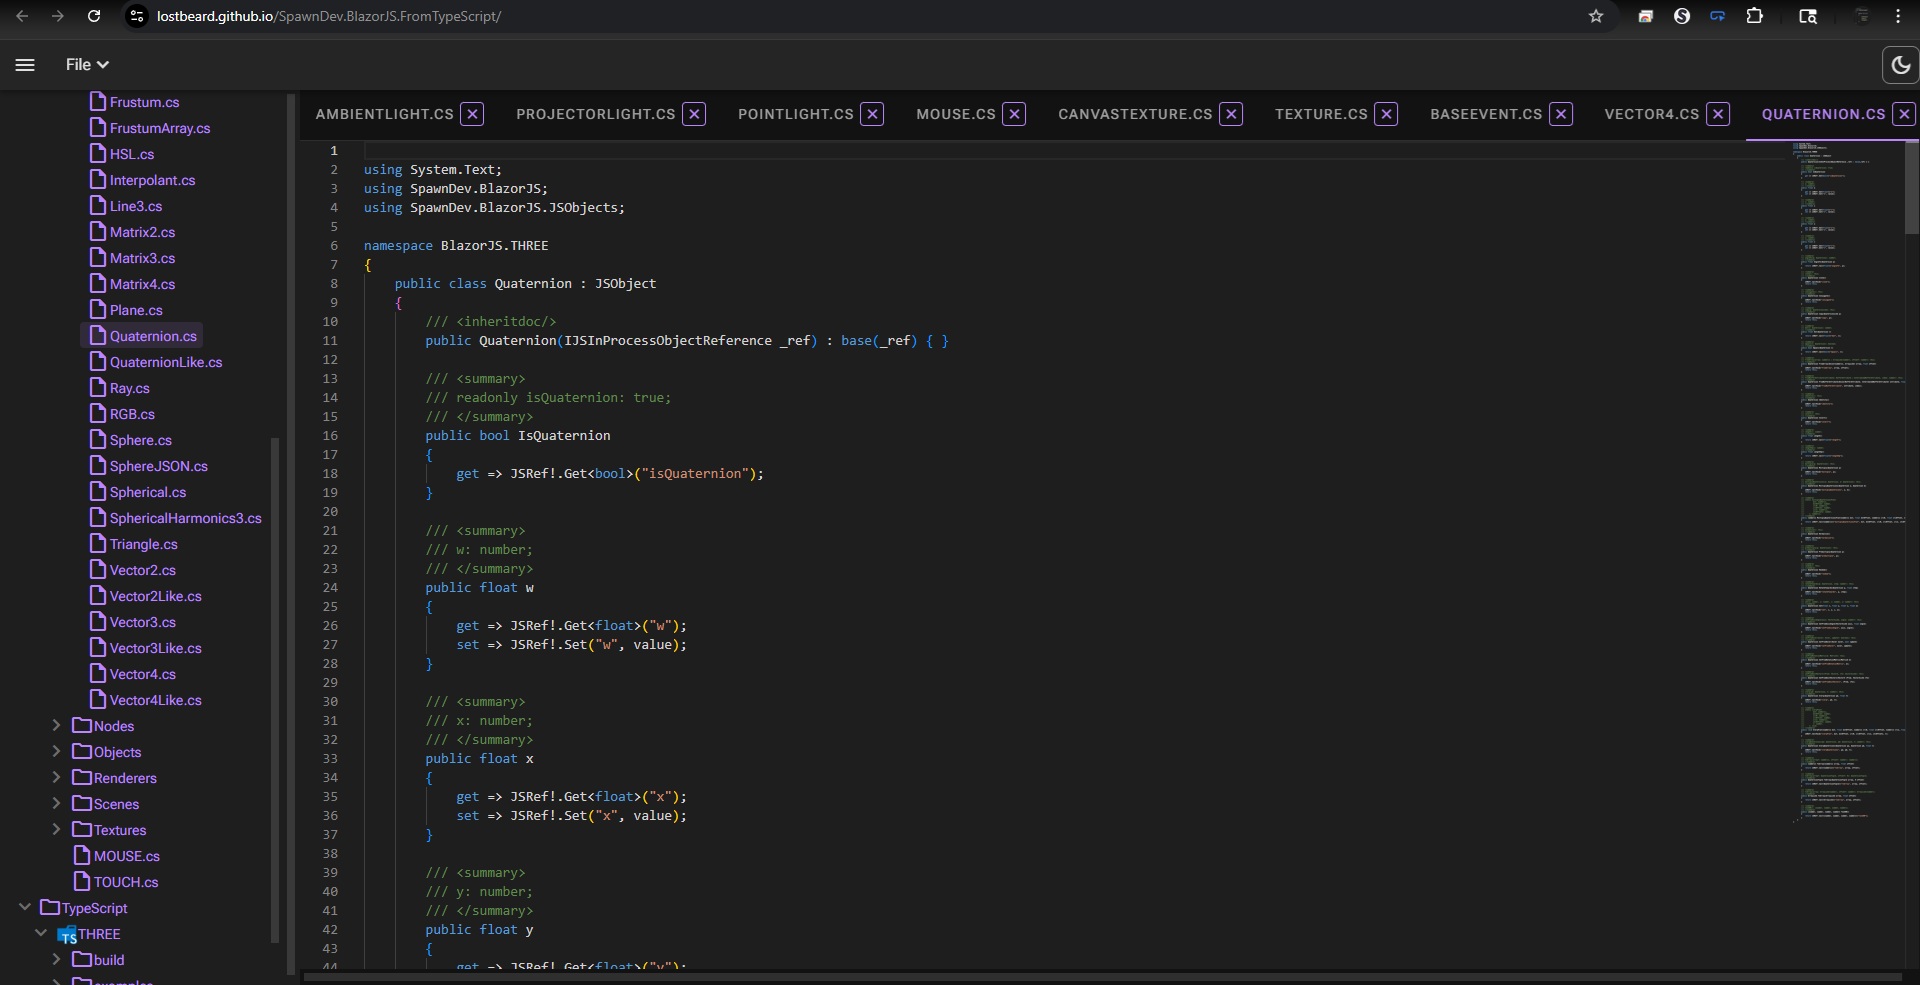 lostbeard.github.io/SpawnDev.BlazorJS.FromTypeScript/
File
Frustum.cs
FrustumArray.cs
HSL.cs
Interpolant.cs
Line3.cs
Matrix2.cs
Matrix3.cs
Matrix4.cs
Plane.cs
Quaternion.cs
QuaternionLike.cs
Ray.cs
RGB.cs
Sphere.cs
SphereJSON.cs
Spherical.cs
SphericalHarmonics3.cs
Triangle.cs
Vector2.cs
Vector2Like.cs
Vector3.cs
Vector3Like.cs
Vector4.cs
Vector4Like.cs
Nodes
Objects
Renderers
Scenes
Textures
MOUSE.cs
TOUCH.cs
TypeScript
TS THREE
build
examples
AMBIENTLIGHT.CS PROJECTORLIGHT.CS POINTLIGHT.CS MOUSE.CS CANVASTEXTURE.CS TEXTURE.CS BASEEVENT.CS VECTOR4.CS QUATERNION.CS
1
2 using System.Text;
3 using SpawnDev.BlazorJS;
4 using SpawnDev.BlazorJS.JSObjects;
5
6 namespace BlazorJS.THREE
7 {
8 public class Quaternion : JSObject
9 {
10 /// <inheritdoc/>
11 public Quaternion(IJSInProcessObjectReference _ref) : base(_ref) { }
12
13 /// <summary>
14 /// readonly isQuaternion: true;
15 /// </summary>
16 public bool IsQuaternion
17 {
18 get => JSRef!.Get<bool>("isQuaternion");
19 }
20
21 /// <summary>
22 /// w: number;
23 /// </summary>
24 public float w
25 {
26 get => JSRef!.Get<float>("w");
27 set => JSRef!.Set("w", value);
28 }
29
30 /// <summary>
31 /// x: number;
32 /// </summary>
33 public float x
34 {
35 get => JSRef!.Get<float>("x");
36 set => JSRef!.Set("x", value);
37 }
38
39 /// <summary>
40 /// y: number;
41 /// </summary>
42 public float y
43 {
44 get => JSRef!.Get<float>("y");